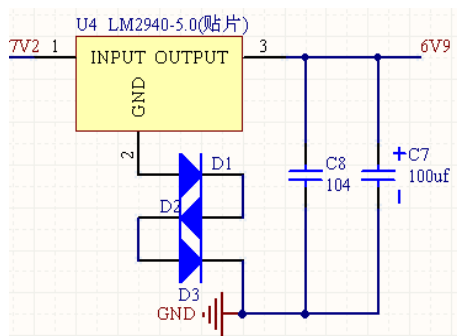 U4 LM2940-5.0(贴片)
7V2 1 3 6V9
INPUT OUTPUT
GND
2
D1
D2
D3
C8
104
+C7
100uf
GND